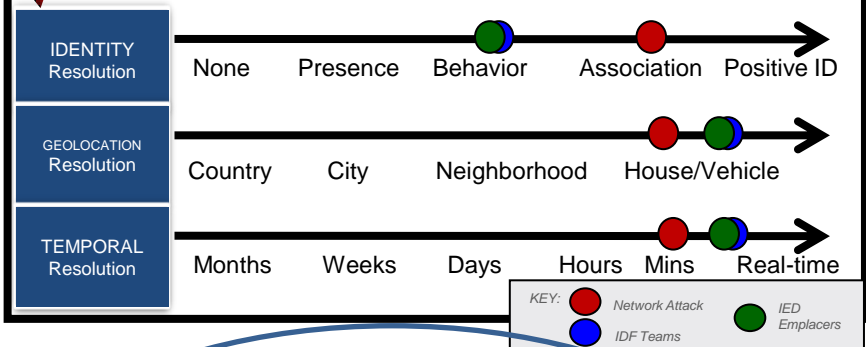 IDENTITY
Resolution
None Presence Behavior Association Positive ID
GEOLOCATION
Resolution
Country City Neighborhood House/Vehicle
TEMPORAL
Resolution
Months Weeks Days Hours Mins Real-time
KEY: Network Attack
IED
Emplacers
IDF Teams